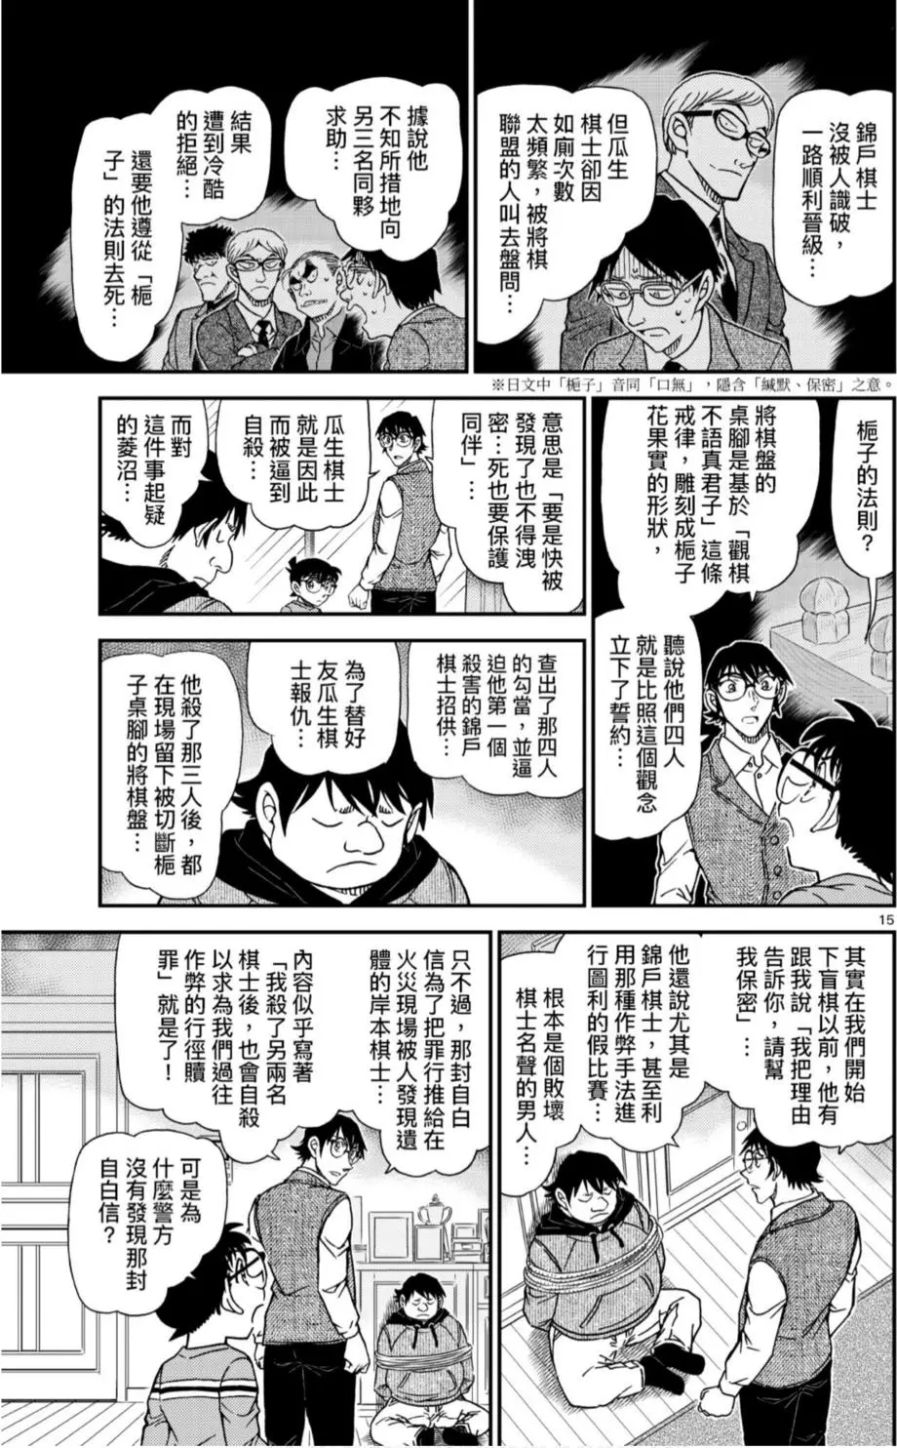 錦戶棋士
沒被人識破，
一路順利晉級…
但瓜生
棋士卻因
如廁次數
太頻繁，被將棋
聯盟的人叫去盤問…
據說他
不知所措地向
另三名同夥
求助…
結果
遭到冷酷
的拒絕…
還要他遵從「梔
子」的法則去死…
※日文中「梔子」音同「口無」，隱含「緘默、保密」之意。
梔子的法則？
將棋盤的
桌腳是基於「觀棋
不語真君子」這條
戒律，雕刻成梔子
花果實的形狀，
聽說他們四人
就是比照這個觀念
立下了誓約…
意思是「要是快被
發現了也不得洩
密…死也要保護
同伴」…
瓜生棋士
就是因此
而被逼到
自殺…
而對
這件事起疑
的菱沼…
查出了那四人
的勾當，並逼
迫他第一個
殺害的錦戶
棋士招供…
為了替好
友瓜生棋
士報仇…
他殺了那三人後，都
在現場留下被切斷梔
子桌腳的將棋盤…
15
其實在我們開始
下盲棋以前，他有
跟我說「我把理由
告訴你，請幫
我保密」…
他還說尤其是
錦戶棋士，甚至利
用那種作弊手法進
行圖利的假比賽…
根本是個敗壞
棋士名聲的男人…
只不過，那封自白
信為了把罪行推給在
火災現場被人發現遺
體的岸本棋士…
內容似乎寫著
「我殺了另兩名
棋士後，也會自殺
以求為我們過往
作弊的行徑贖
罪」就是了！
可是為
什麼警方
沒有發現那封
自白信？